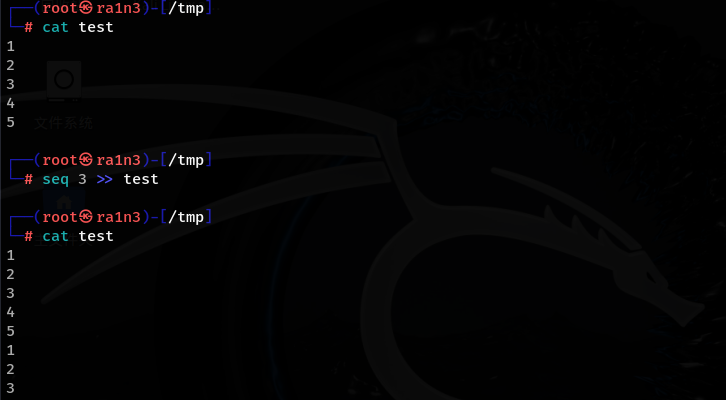 ┌──(root㉿ra1n3)-[/tmp]
└─# cat test
1
2
3
4
5
文件系统
┌──(root㉿ra1n3)-[/tmp]
└─# seq 3 >> test
┌──(root㉿ra1n3)-[/tmp]
└─# cat test
1
2
3
4
5
1
2
3